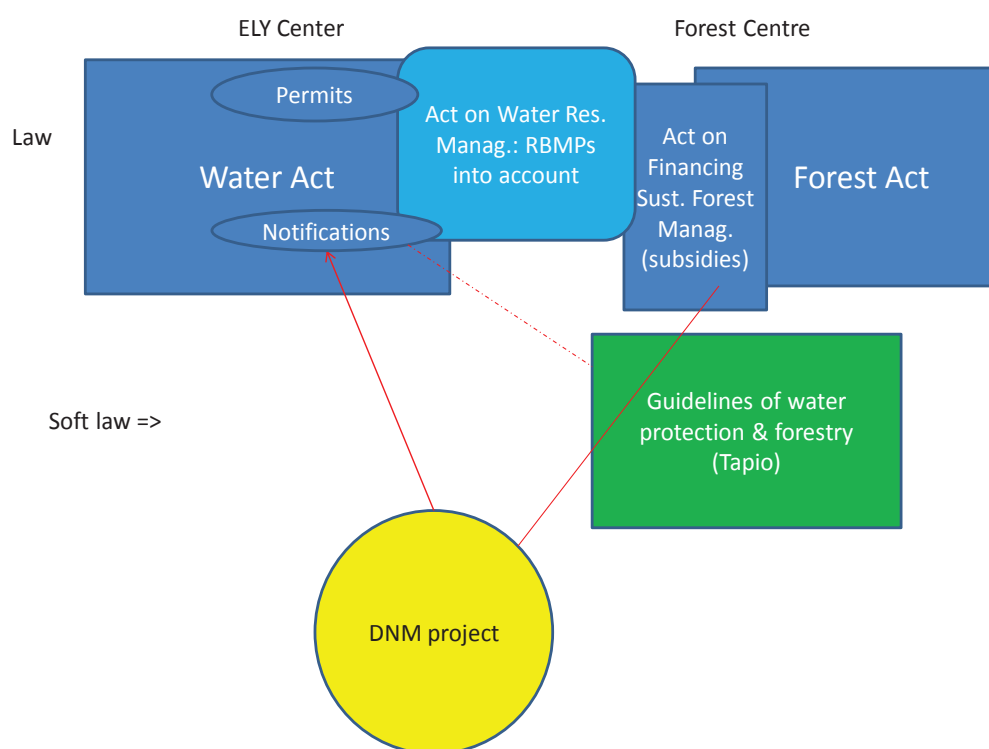 ELY Center
Forest Centre
Law
Permits
Water Act
Notifications
Act on Water Res.
Manag.: RBMPs
into account
Act on
Financing
Sust. Forest
Manag.
(subsidies)
Forest Act
Soft law =>
Guidelines of water
protection & forestry
(Tapio)
DNM project